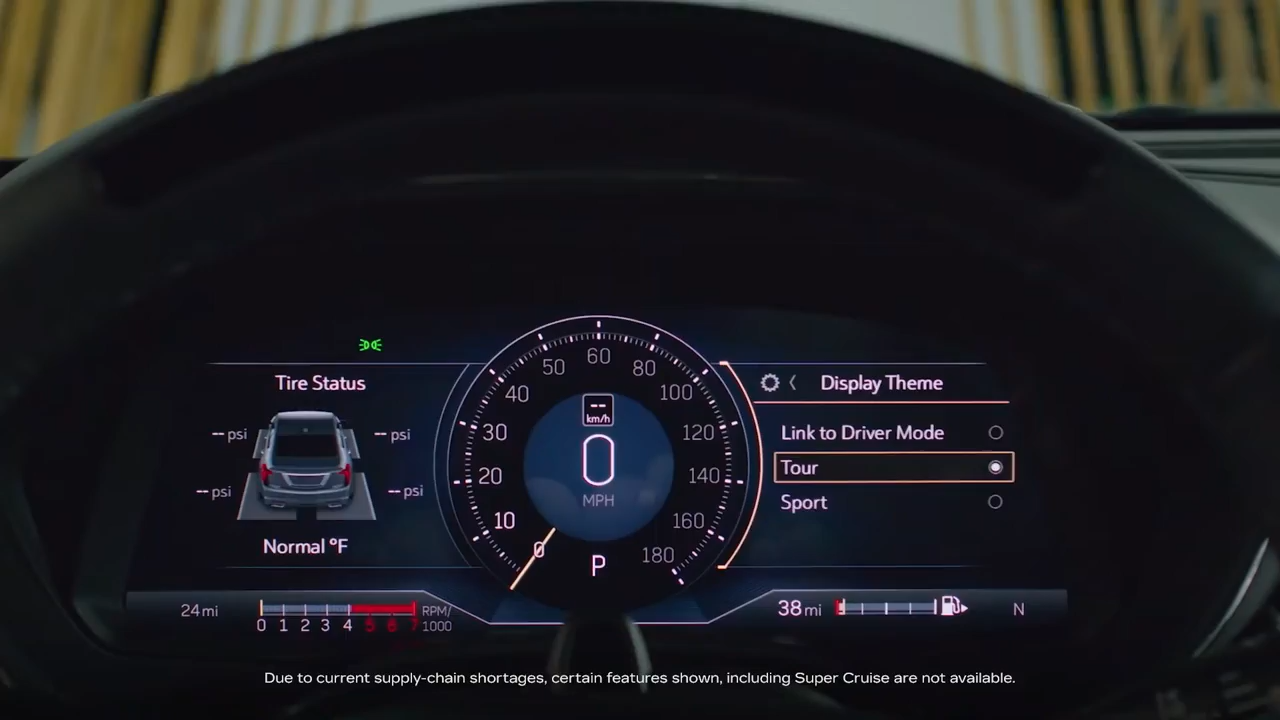 Tire Status
-- psi
-- psi
-- psi
-- psi
Normal °F
24 mi
0 1 2 3 4 5 6 7
RPM/
1000
0
10
20
30
40
50
60
80
100
120
140
160
180
--
km/h
0
MPH
P
Display Theme
Link to Driver Mode
Tour
Sport
38 mi
N
Due to current supply-chain shortages, certain features shown, including Super Cruise are not available.